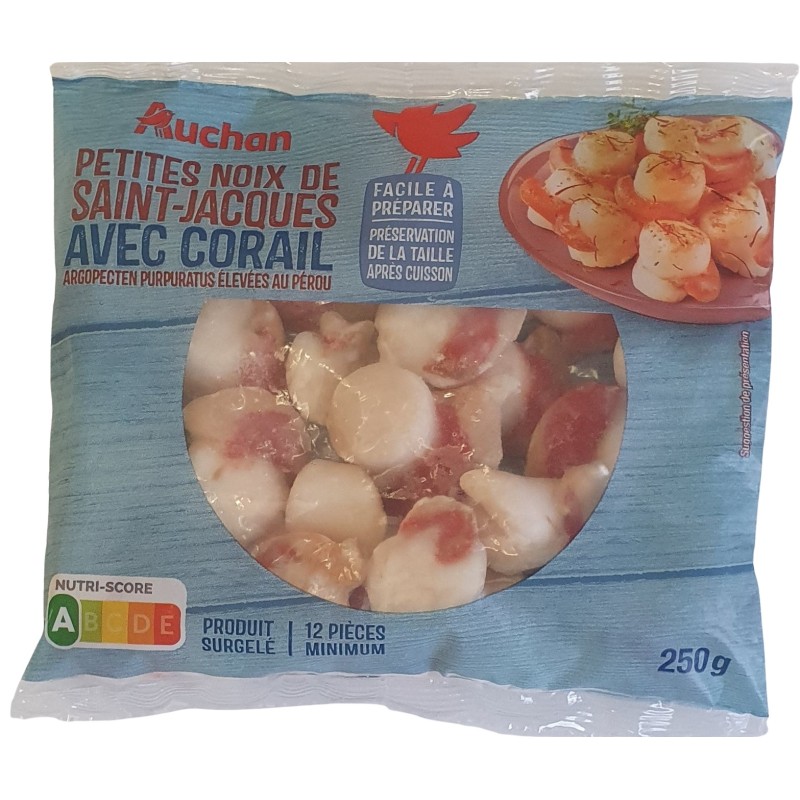 Auchan
PETITES NOIX DE
SAINT-JACQUES
AVEC CORAIL
ARGOPECTEN PURPURATUS ÉLEVÉES AU PÉROU
FACILE À
PRÉPARER
PRÉSERVATION
DE LA TAILLE
APRÈS CUISSON
Suggestion de présentation
NUTRI-SCORE
A B C D E
PRODUIT
SURGELÉ
12 PIÈCES
MINIMUM
250g